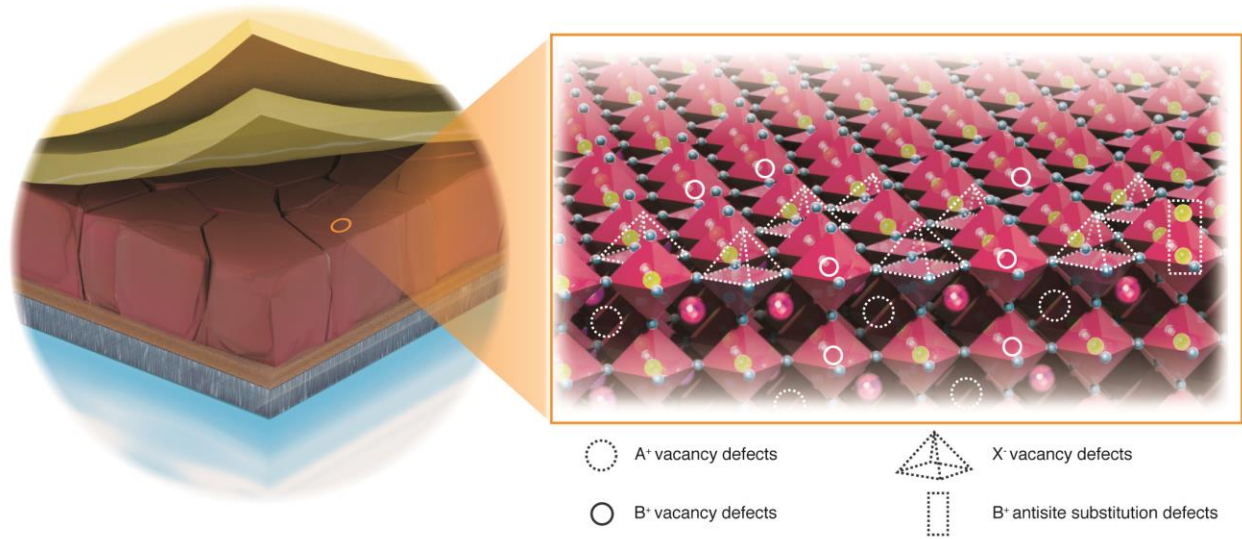 A⁺ vacancy defects
X⁻ vacancy defects
B⁺ vacancy defects
B⁺ antisite substitution defects